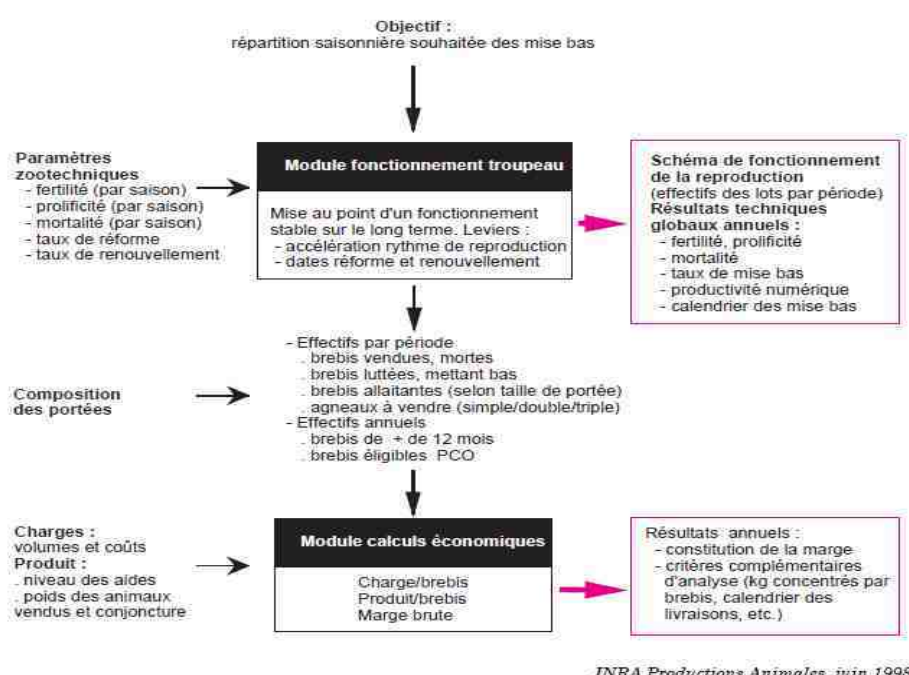 Objectif :
répartition saisonnière souhaitée des mise bas
Paramètres
zootechniques
- fertilité (par saison)
- prolificité (par saison)
- mortalité (par saison)
- taux de réforme
- taux de renouvellement
Module fonctionnement troupeau
Mise au point d'un fonctionnement
stable sur le long terme. Leviers :
- accélération rythme de reproduction
- dates réforme et renouvellement
Schéma de fonctionnement
de la reproduction
(effectifs des lots par période)
Résultats techniques
globaux annuels :
- fertilité, prolificité
- mortalité
- taux de mise bas
- productivité numérique
- calendrier des mise bas
Composition
des portées
- Effectifs par période
. brebis vendues, mortes
. brebis luttées, mettant bas
. brebis allaitantes (selon taille de portée)
. agneaux à vendre (simple/double/triple)
- Effectifs annuels
. brebis de + de 12 mois
. brebis éligibles PCO
Charges :
volumes et coûts
Produit :
. niveau des aides
. poids des animaux
vendus et conjoncture
Module calculs économiques
Charge/brebis
Produit/brebis
Marge brute
Résultats annuels :
- constitution de la marge
- critères complémentaires
d'analyse (kg concentrés par
brebis, calendrier des
livraisons, etc.)
INRA Productions Animales, juin 1998